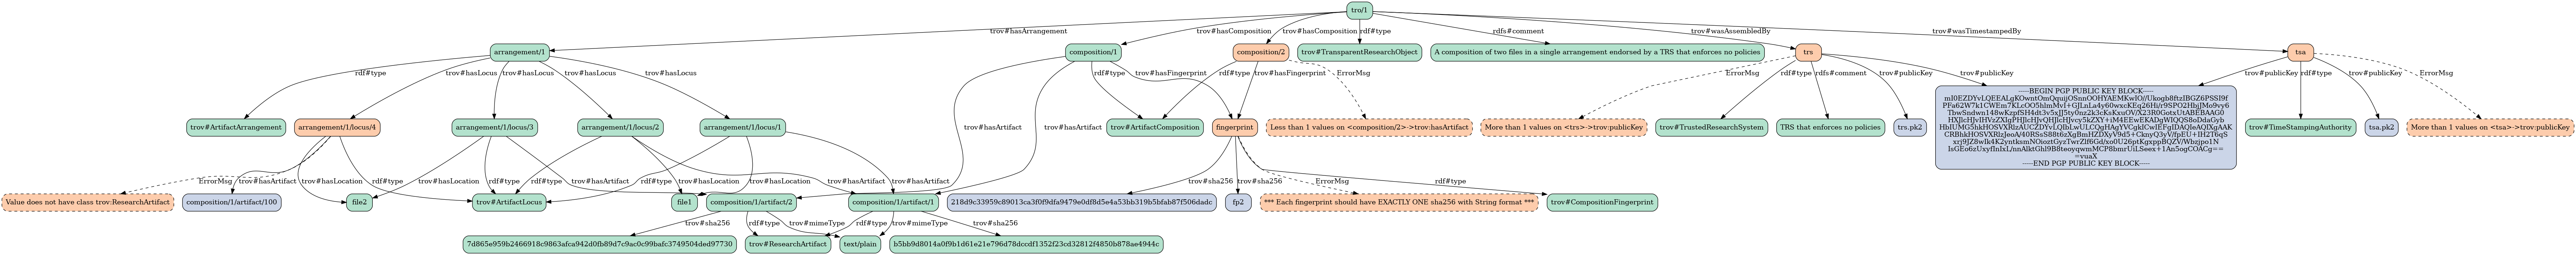 tro/1
trov#hasArrangement
trov#hasComposition
trov#hasComposition
rdf#type
rdfs#comment
trov#wasAssembledBy
trov#wasTimestampedBy
arrangement/1
composition/1
composition/2
trov#TransparentResearchObject
A composition of two files in a single arrangement endorsed by a TRS that enforces no policies
trs
tsa
rdf#type
trov#hasLocus
trov#hasLocus
trov#hasLocus
trov#hasLocus
rdf#type
trov#hasFingerprint
rdf#type
trov#hasFingerprint
ErrorMsg
ErrorMsg
rdf#type
rdfs#comment
trov#publicKey
trov#publicKey
trov#publicKey
rdf#type
trov#publicKey
ErrorMsg
trov#ArtifactArrangement
arrangement/1/locus/4
arrangement/1/locus/3
arrangement/1/locus/2
arrangement/1/locus/1
trov#hasArtifact
trov#hasArtifact
trov#ArtifactComposition
fingerprint
Less than 1 values on <composition/2>->trov:hasArtifact
More than 1 values on <trs>->trov:publicKey
trov#TrustedResearchSystem
TRS that enforces no policies
trs.pk2
-----BEGIN PGP PUBLIC KEY BLOCK-----
-----END PGP PUBLIC KEY BLOCK-----
trov#TimeStampingAuthority
tsa.pk2
More than 1 values on <tsa>->trov:publicKey
ErrorMsg
trov#hasArtifact
trov#hasLocation
rdf#type
trov#hasLocation
rdf#type
trov#hasArtifact
rdf#type
trov#hasLocation
trov#hasArtifact
rdf#type
trov#hasLocation
trov#hasArtifact
trov#sha256
trov#sha256
ErrorMsg
rdf#type
Value does not have class trov:ResearchArtifact
composition/1/artifact/100
file2
trov#ArtifactLocus
file1
composition/1/artifact/2
composition/1/artifact/1
218d9c33959c89013ca3f0f9dfa9479e0df8d5e4a53bb319b5bfab87f506dadc
fp2
*** Each fingerprint should have EXACTLY ONE sha256 with String format ***
trov#CompositionFingerprint
trov#sha256
rdf#type
trov#mimeType
rdf#type
trov#mimeType
trov#sha256
7d865e959b2466918c9863afca942d0fb89d7c9ac0c99bafc3749504ded97730
trov#ResearchArtifact
text/plain
b5bb9d8014a0f9b1d61e21e796d78dccdf1352f23cd32812f4850b878ae4944c